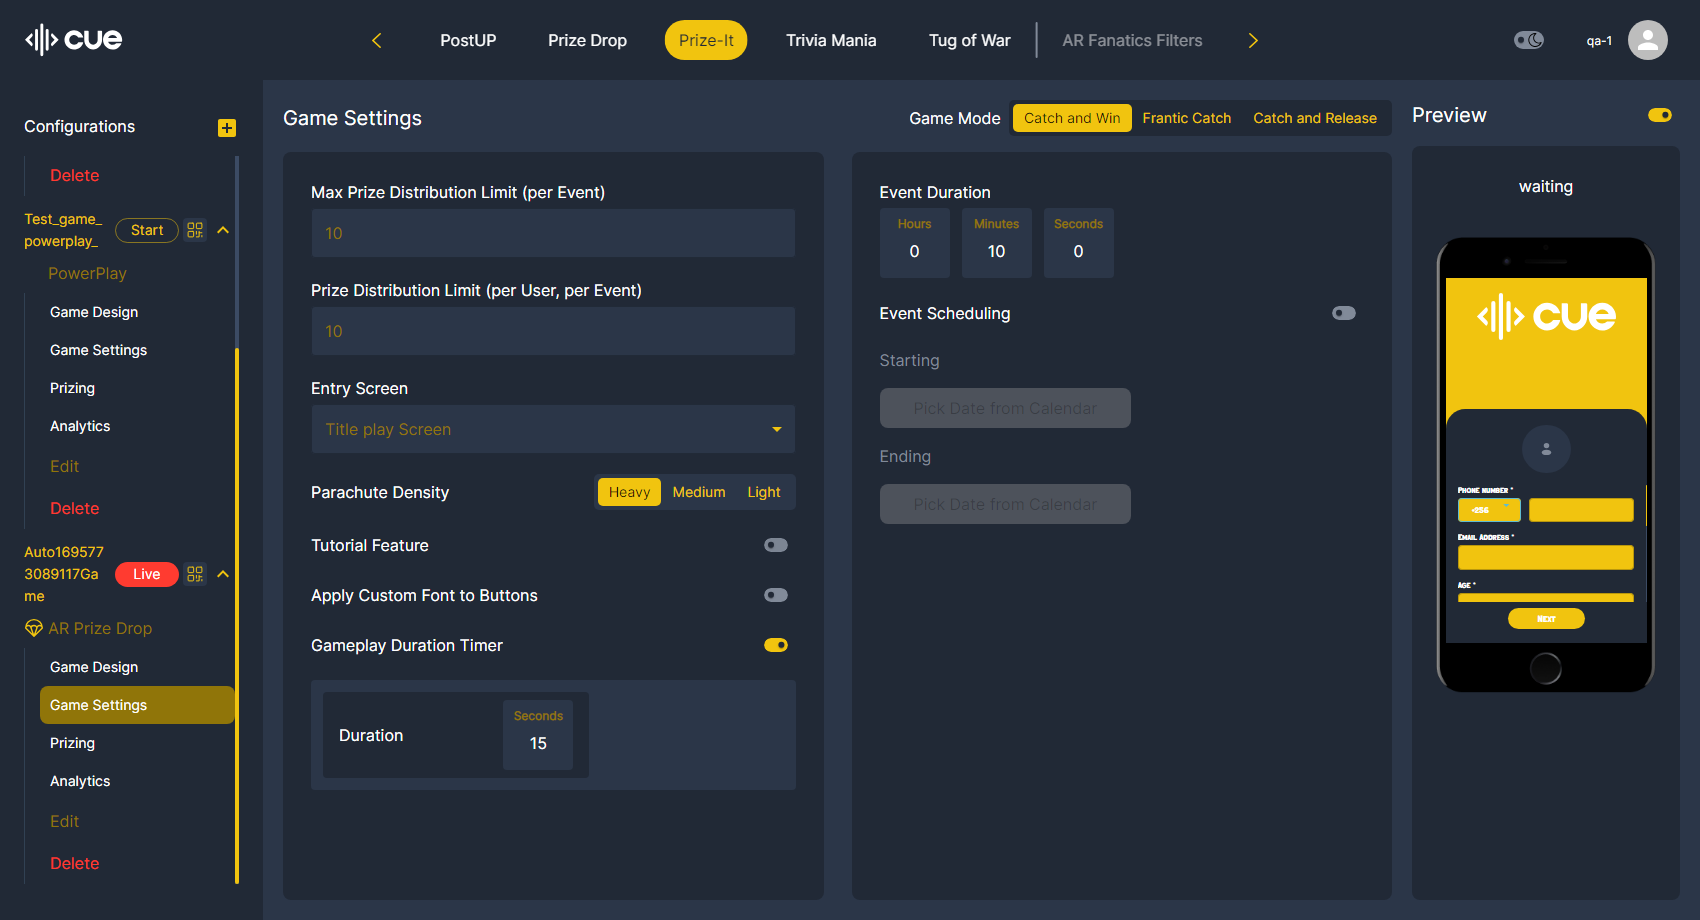 cue
PostUP
Prize Drop
Prize-It
Trivia Mania
Tug of War
AR Fanatics Filters
qa-1
Configurations
Delete
Test_game_
powerplay_
Start
PowerPlay
Game Design
Game Settings
Prizing
Analytics
Edit
Delete
Auto169577
3089117Ga
me
Live
AR Prize Drop
Game Design
Game Settings
Prizing
Analytics
Edit
Delete
Game Settings
Game Mode
Catch and Win
Frantic Catch
Catch and Release
Max Prize Distribution Limit (per Event)
10
Prize Distribution Limit (per User, per Event)
10
Entry Screen
Title play Screen
Parachute Density
Heavy
Medium
Light
Tutorial Feature
Apply Custom Font to Buttons
Gameplay Duration Timer
Duration
Seconds
15
Event Duration
Hours
0
Minutes
10
Seconds
0
Event Scheduling
Starting
Pick Date from Calendar
Ending
Pick Date from Calendar
Preview
waiting
cue
Phone number *
+256
Email Address *
Age *
Next